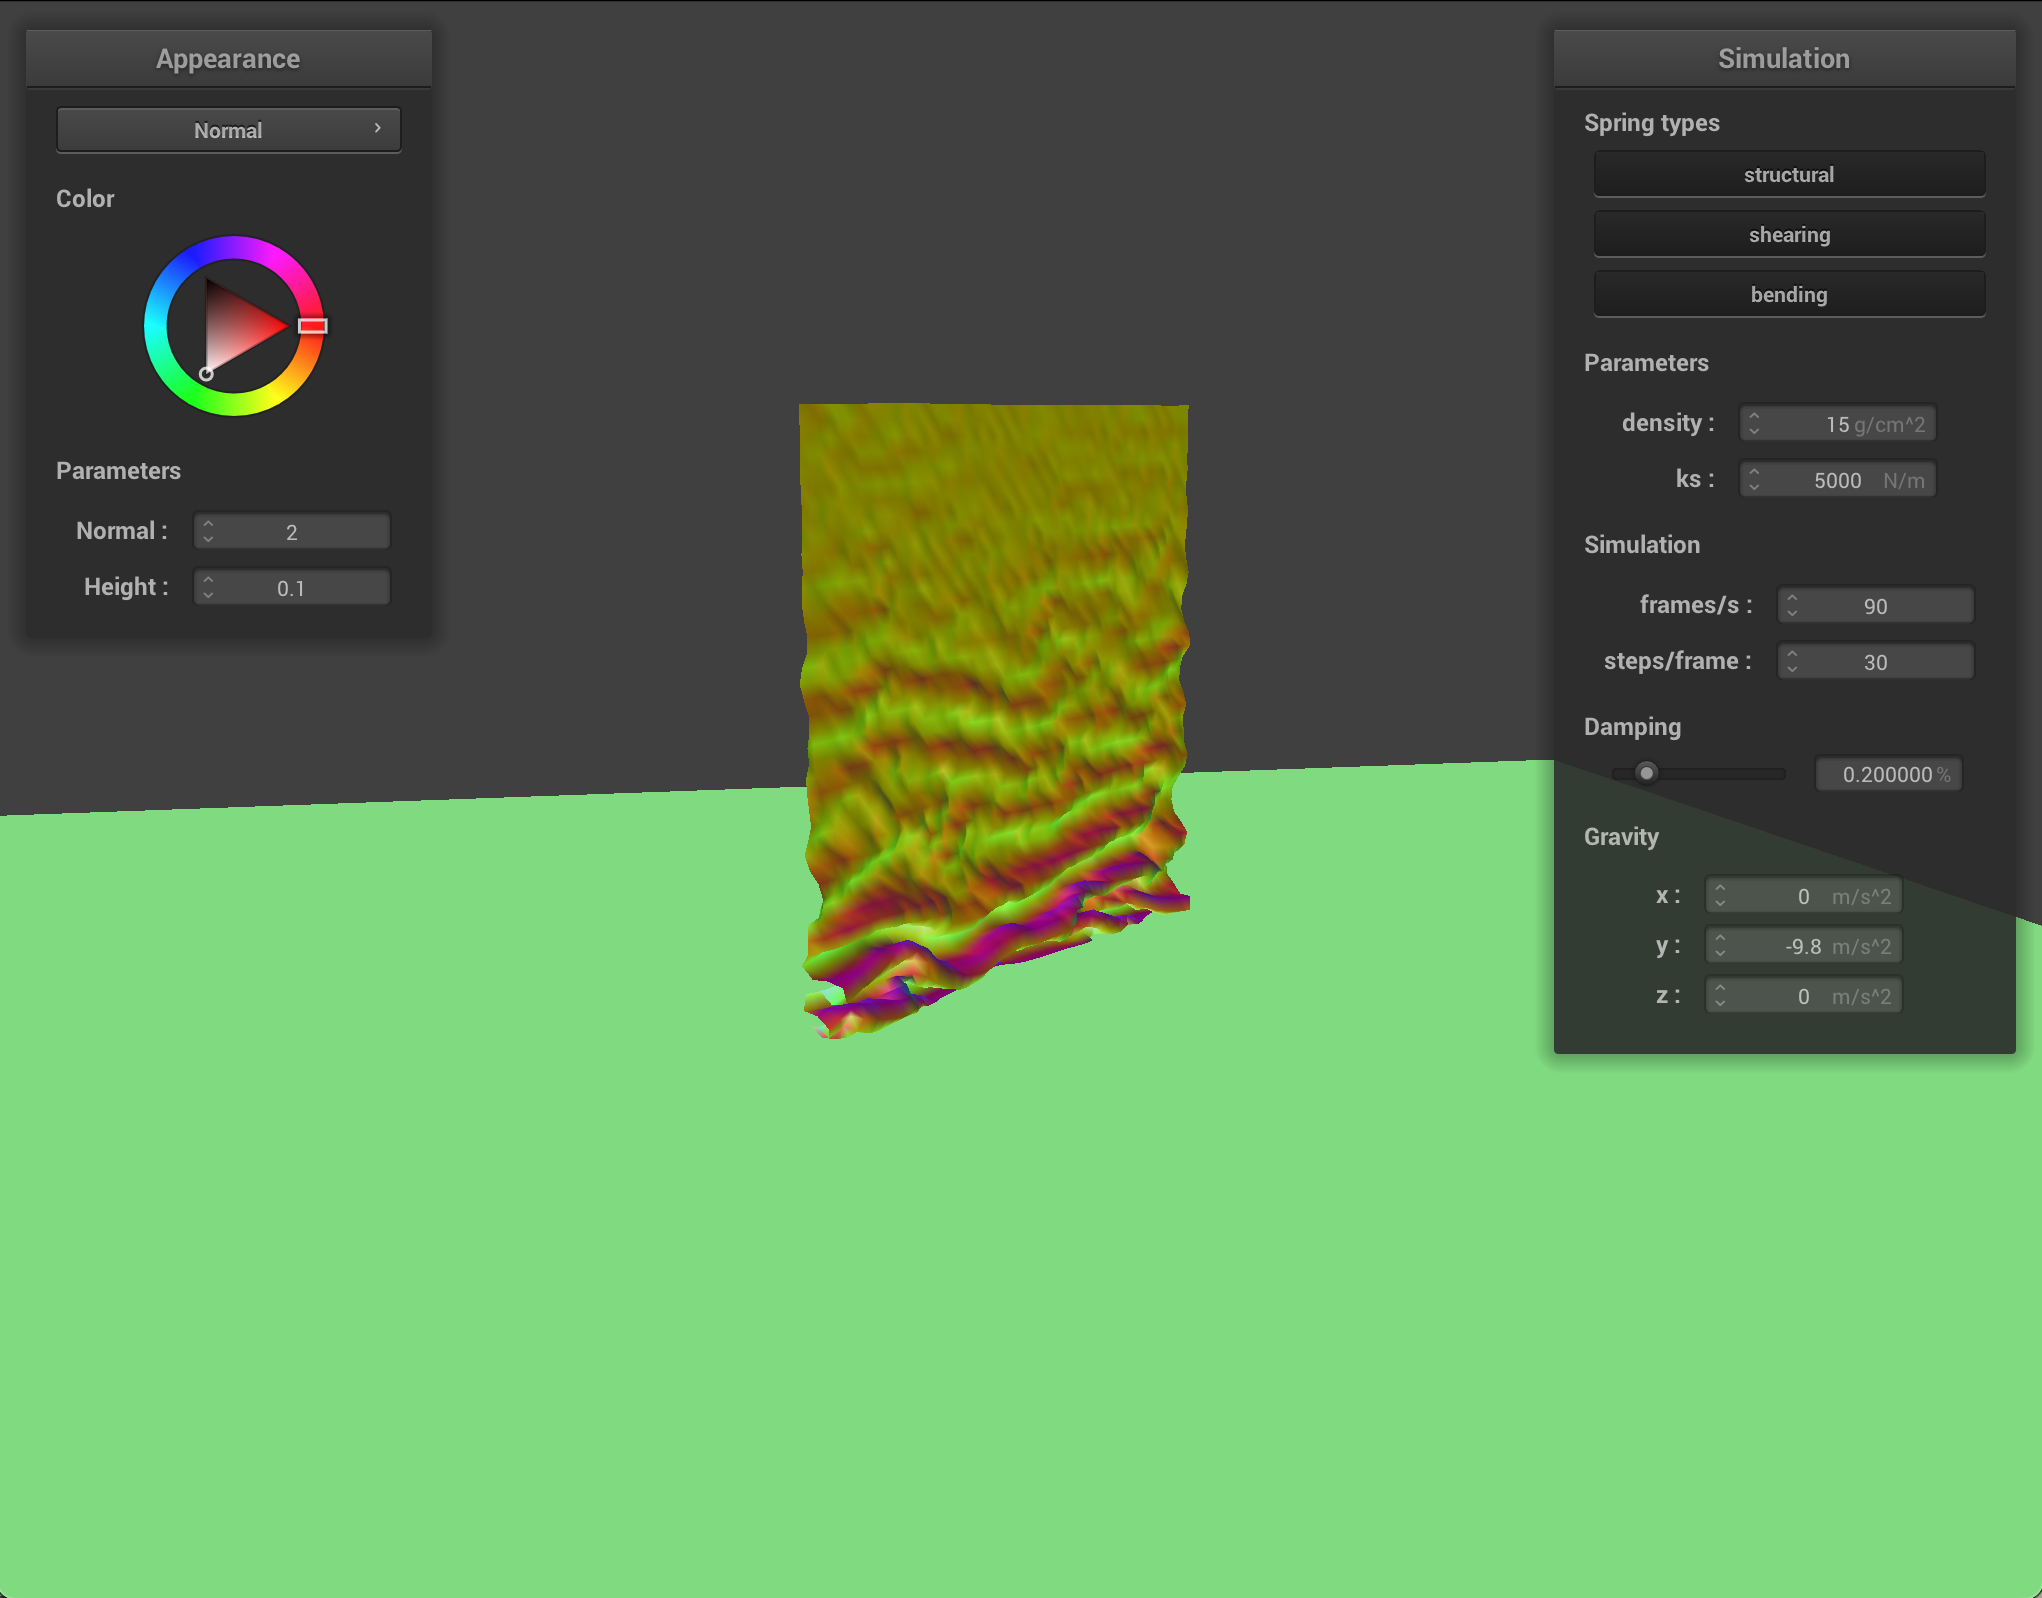 Appearance
Normal
Color
Parameters
Normal : 2
Height : 0.1
Simulation
Spring types
structural
shearing
bending
Parameters
density : 15 g/cm^2
ks : 5000 N/m
Simulation
frames/s : 90
steps/frame : 30
Damping
0.200000 %
Gravity
x : 0 m/s^2
y : -9.8 m/s^2
z : 0 m/s^2